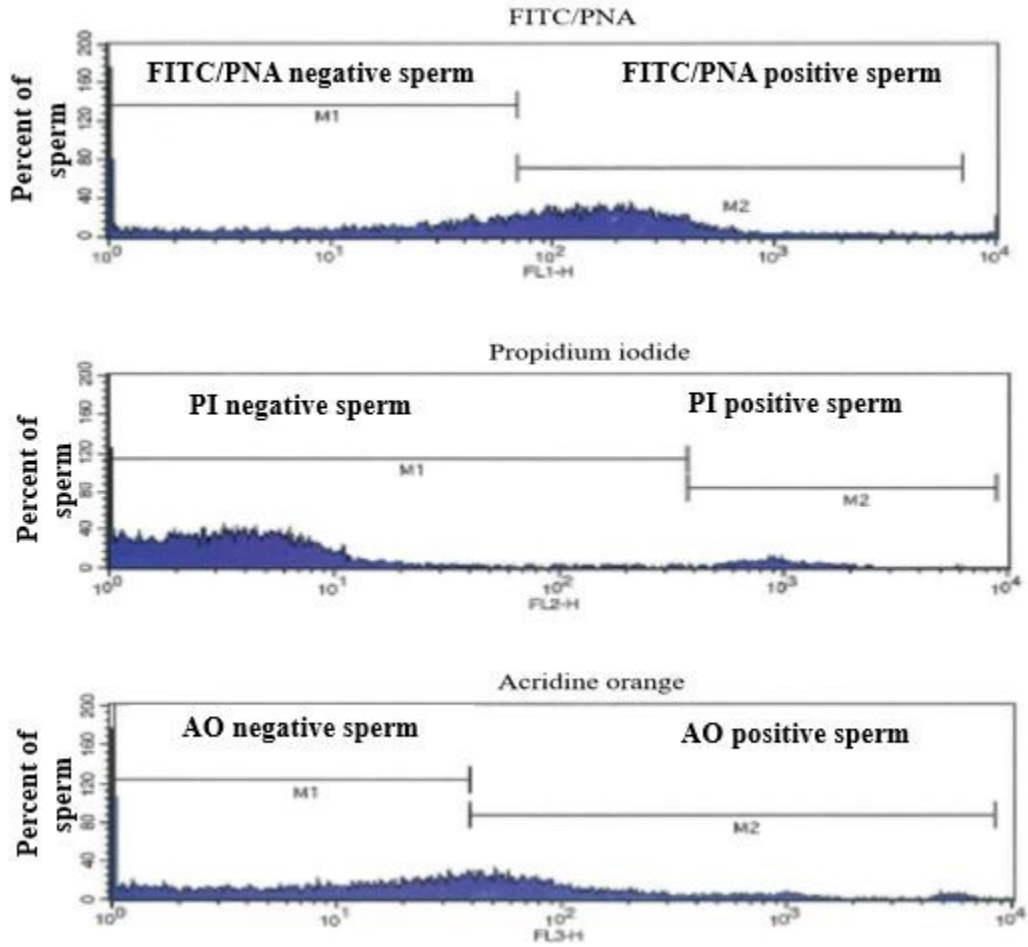 FITC/PNA
Percent of
sperm
200
160
120
80
40
0
FITC/PNA negative sperm
FITC/PNA positive sperm
M1
M2
10⁰
10¹
10²
10³
10⁴
FL1-H
Propidium iodide
Percent of
sperm
200
160
120
80
40
0
PI negative sperm
PI positive sperm
M1
M2
10⁰
10¹
10²
10³
10⁴
FL2-H
Acridine orange
Percent of
sperm
200
160
120
80
40
0
AO negative sperm
AO positive sperm
M1
M2
10⁰
10¹
10²
10³
10⁴
FL3-H